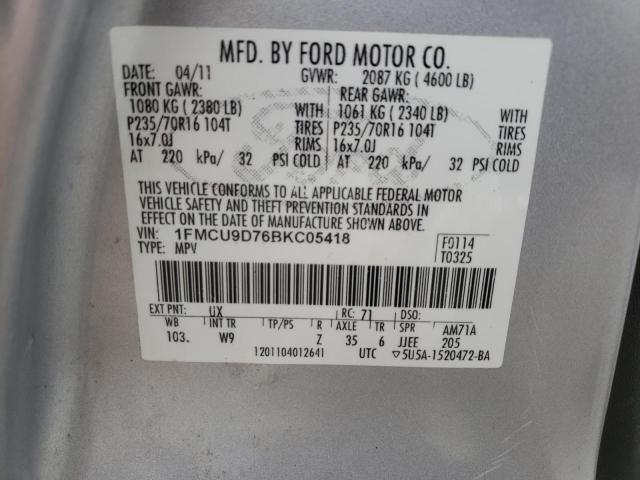 MFD. BY FORD MOTOR CO.
DATE: 04/11 GVWR: 2087 KG (4600 LB)
FRONT GAWR: REAR GAWR:
1080 KG (2380 LB) WITH 1061 KG (2340 LB) WITH
P235/70R16 104T TIRES P235/70R16 104T TIRES
16x7.0J RIMS 16x7.0J RIMS
AT 220 kPa/ 32 PSI COLD AT 220 kPa/ 32 PSI COLD
THIS VEHICLE CONFORMS TO ALL APPLICABLE FEDERAL MOTOR
VEHICLE SAFETY AND THEFT PREVENTION STANDARDS IN
EFFECT ON THE DATE OF MANUFACTURE SHOWN ABOVE.
VIN: 1FMCU9D76BKC05418 F0114
TYPE: MPV T0325
EXT PNT: UX RC: 71 DSO:
WB INT TR TP/PS R AXLE TR SPR AM71A
103. W9 Z 35 6 JJEE 205
1201104012641 UTC ▽5U5A-1520472-BA